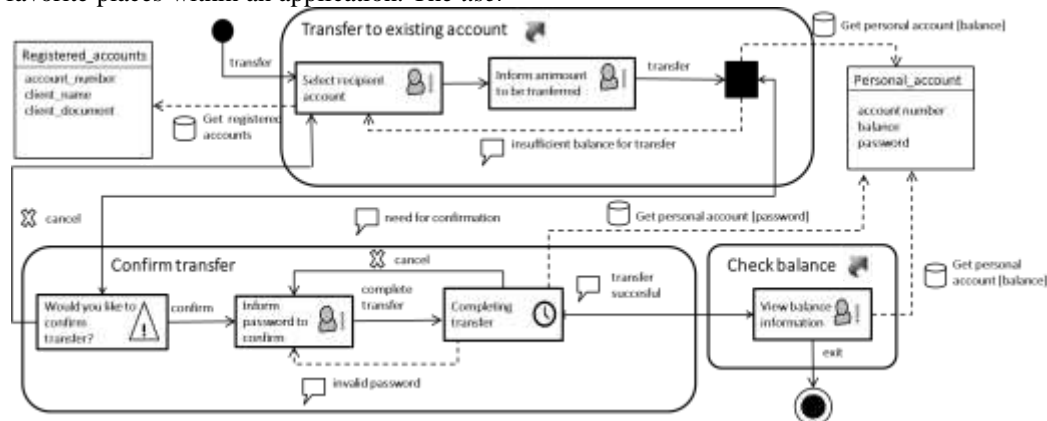 favorite places within an application. The use.
Transfer to existing account
Get personal account [balance]
Registered_accounts
account_number
client_name
client_document
transfer
Select recipient
account
Inform anmount
to be tranferred
transfer
Personal_account
account number
balance
password
Get registered
accounts
insufficient balance for transfer
cancel
need for confirmation
Get personal account [password]
Confirm transfer
cancel
Check balance
Get personal
account [balance]
Would you like to
confirm
transfer?
confirm
Inform
password to
confirm
complete
transfer
Completing
transfer
transfer
succesful
View balance
information
invalid password
exit